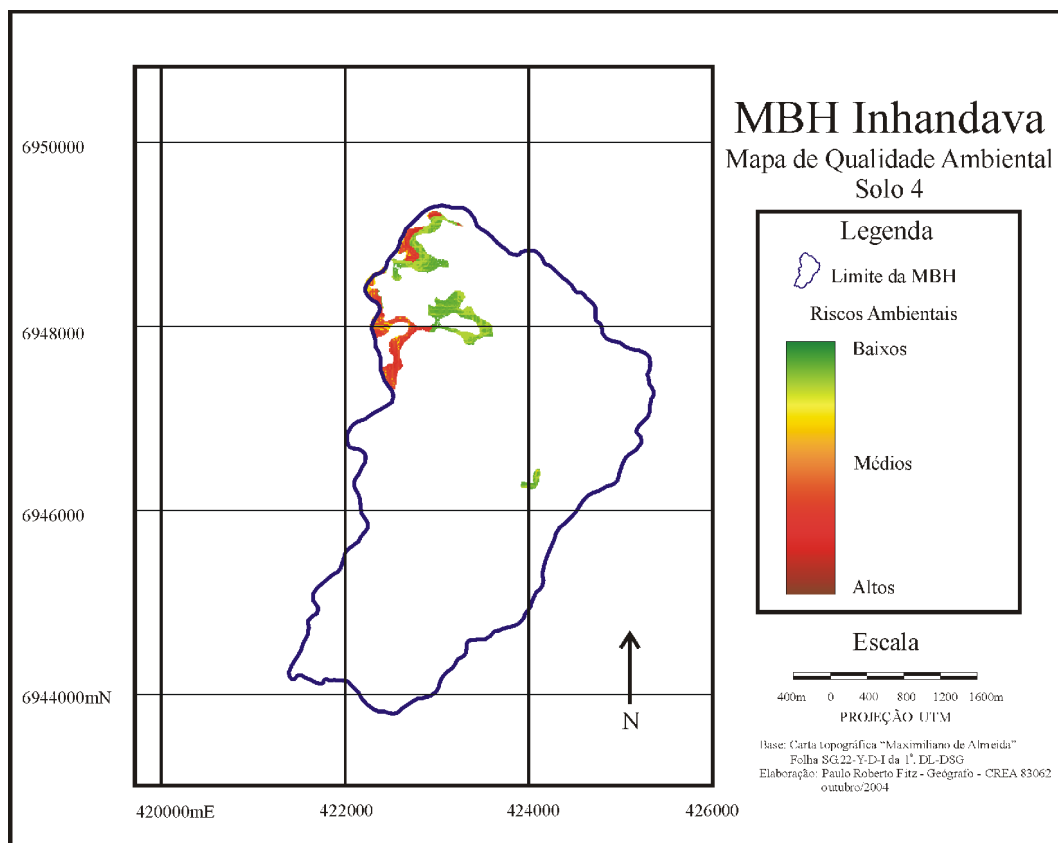 MBH Inhandava
Mapa de Qualidade Ambiental
Solo 4
Legenda
Limite da MBH
Riscos Ambientais
Baixos
Médios
Altos
Escala
400m 0 400 800 1200 1600m
PROJEÇÃO UTM
Base: Carta topográfica "Maximiliano de Almeida"
Folha SG.22-Y-D-I da 1ª. DL-DSG
Elaboração: Paulo Roberto Fitz - Geógrafo - CREA 83062
outubro/2004
6950000
6948000
6946000
6944000mN
N
420000mE 422000 424000 426000